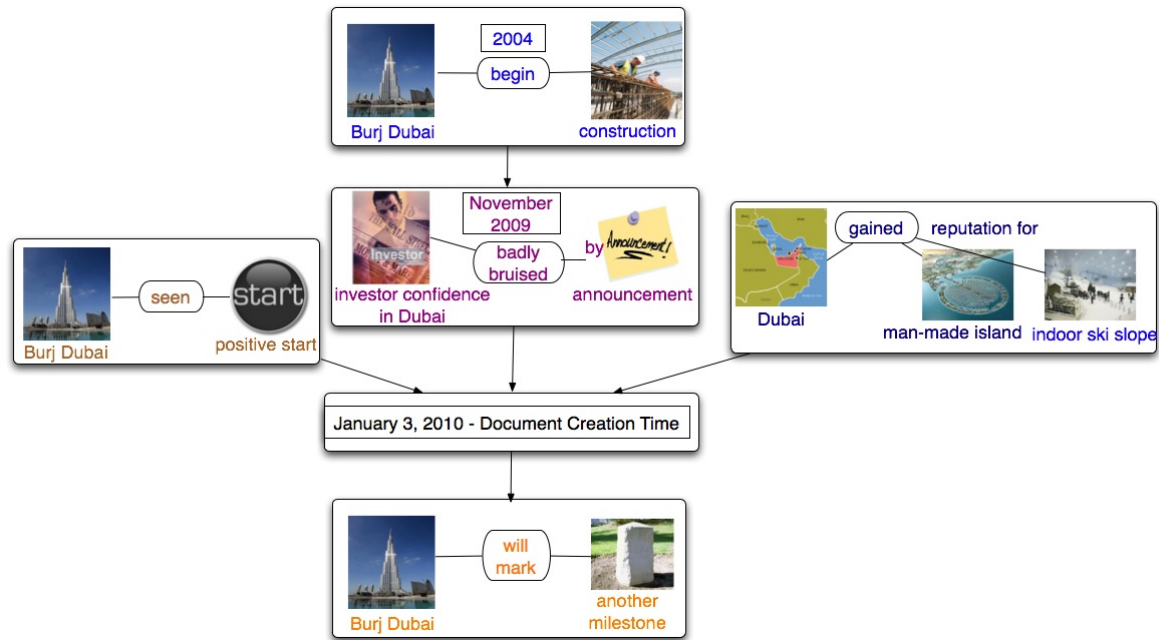 2004
begin
Burj Dubai
construction
November
2009
Investor
badly
bruised
by
Announcement!
investor confidence
in Dubai
announcement
gained
reputation for
Dubai
man-made island
indoor ski slope
seen
start
Burj Dubai
positive start
January 3, 2010 - Document Creation Time
will
mark
Burj Dubai
another
milestone